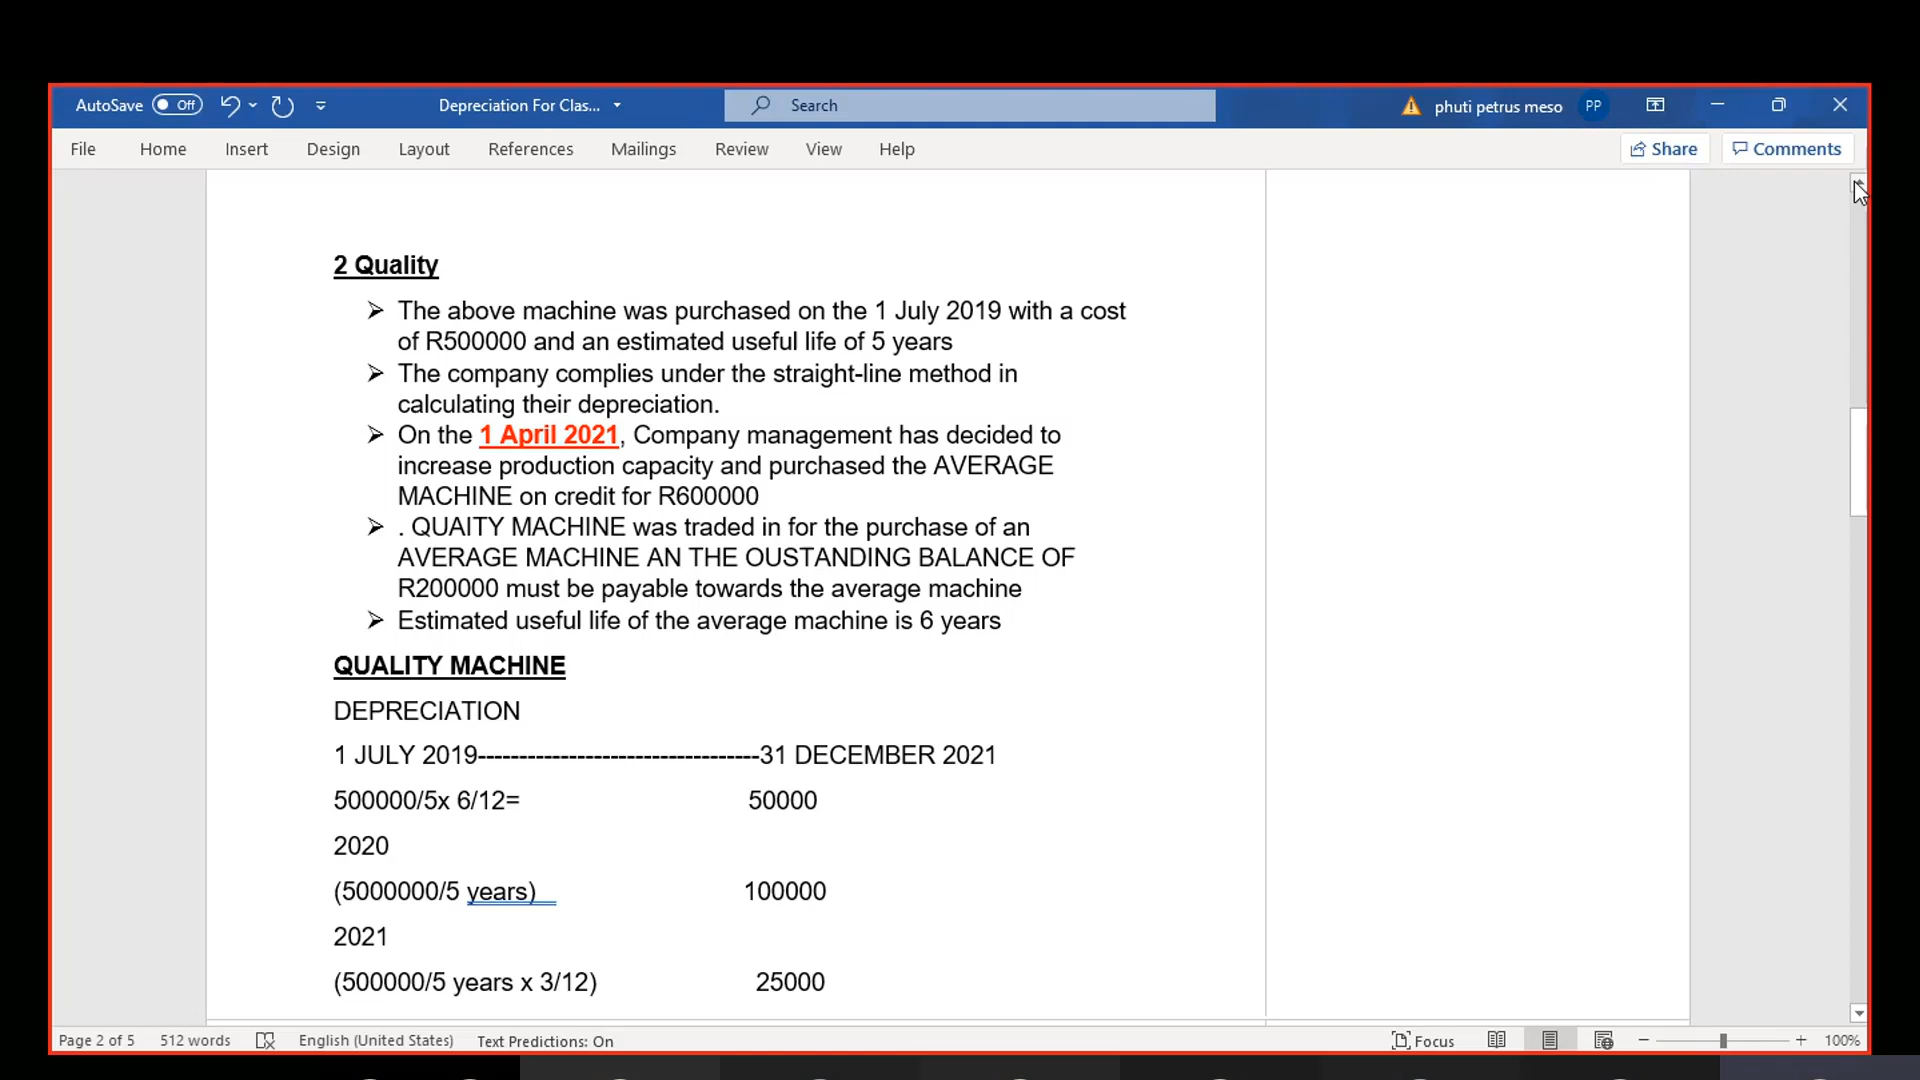 AutoSave Off Depreciation For Clas... Search phuti petrus meso PP
File Home Insert Design Layout References Mailings Review View Help Share Comments
2 Quality
➢ The above machine was purchased on the 1 July 2019 with a cost
of R500000 and an estimated useful life of 5 years
➢ The company complies under the straight-line method in
calculating their depreciation.
➢ On the 1 April 2021, Company management has decided to
increase production capacity and purchased the AVERAGE
MACHINE on credit for R600000
➢ . QUAITY MACHINE was traded in for the purchase of an
AVERAGE MACHINE AN THE OUSTANDING BALANCE OF
R200000 must be payable towards the average machine
➢ Estimated useful life of the average machine is 6 years
QUALITY MACHINE
DEPRECIATION
1 JULY 2019----------------------------------31 DECEMBER 2021
500000/5x 6/12= 50000
2020
(5000000/5 years) 100000
2021
(500000/5 years x 3/12) 25000
Page 2 of 5 512 words English (United States) Text Predictions: On Focus 100%